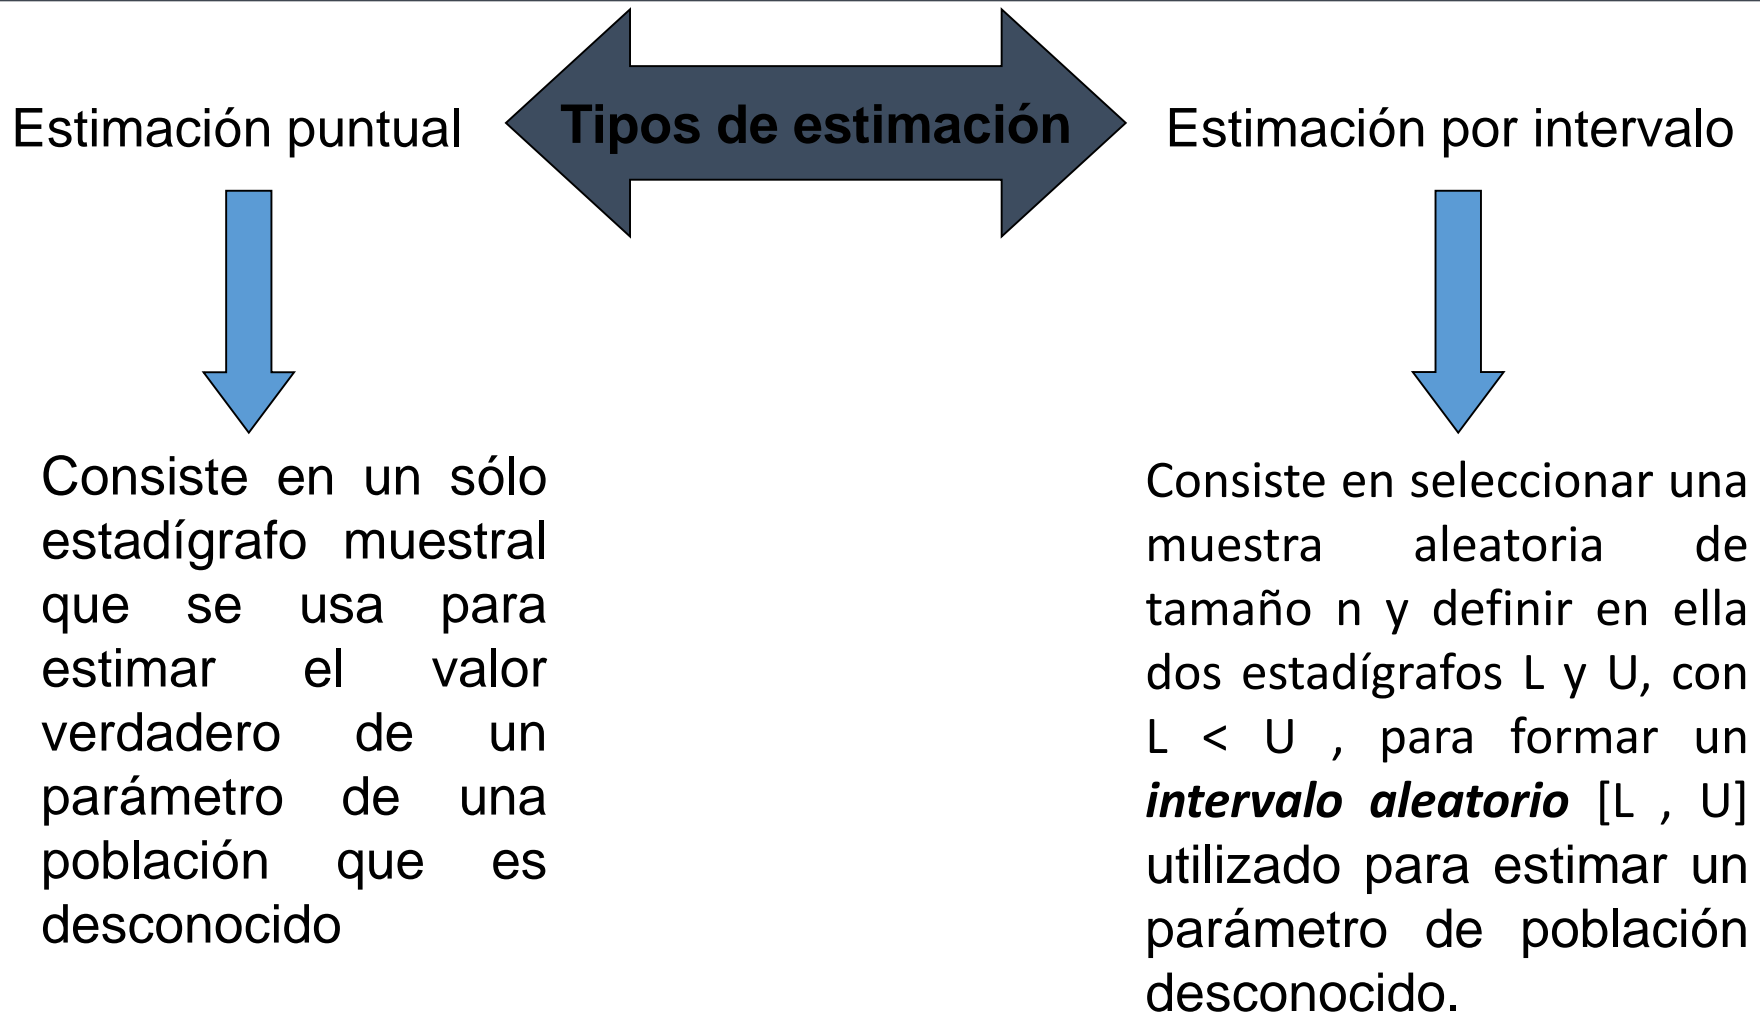 Estimación puntual
Tipos de estimación
Estimación por intervalo
Consiste en un sólo
estadígrafo muestral
que se usa para
estimar el valor
verdadero de un
parámetro de una
población que es
desconocido
Consiste en seleccionar una
muestra aleatoria de
tamaño n y definir en ella
dos estadígrafos L y U, con
L < U , para formar un
intervalo aleatorio [L , U]
utilizado para estimar un
parámetro de población
desconocido.